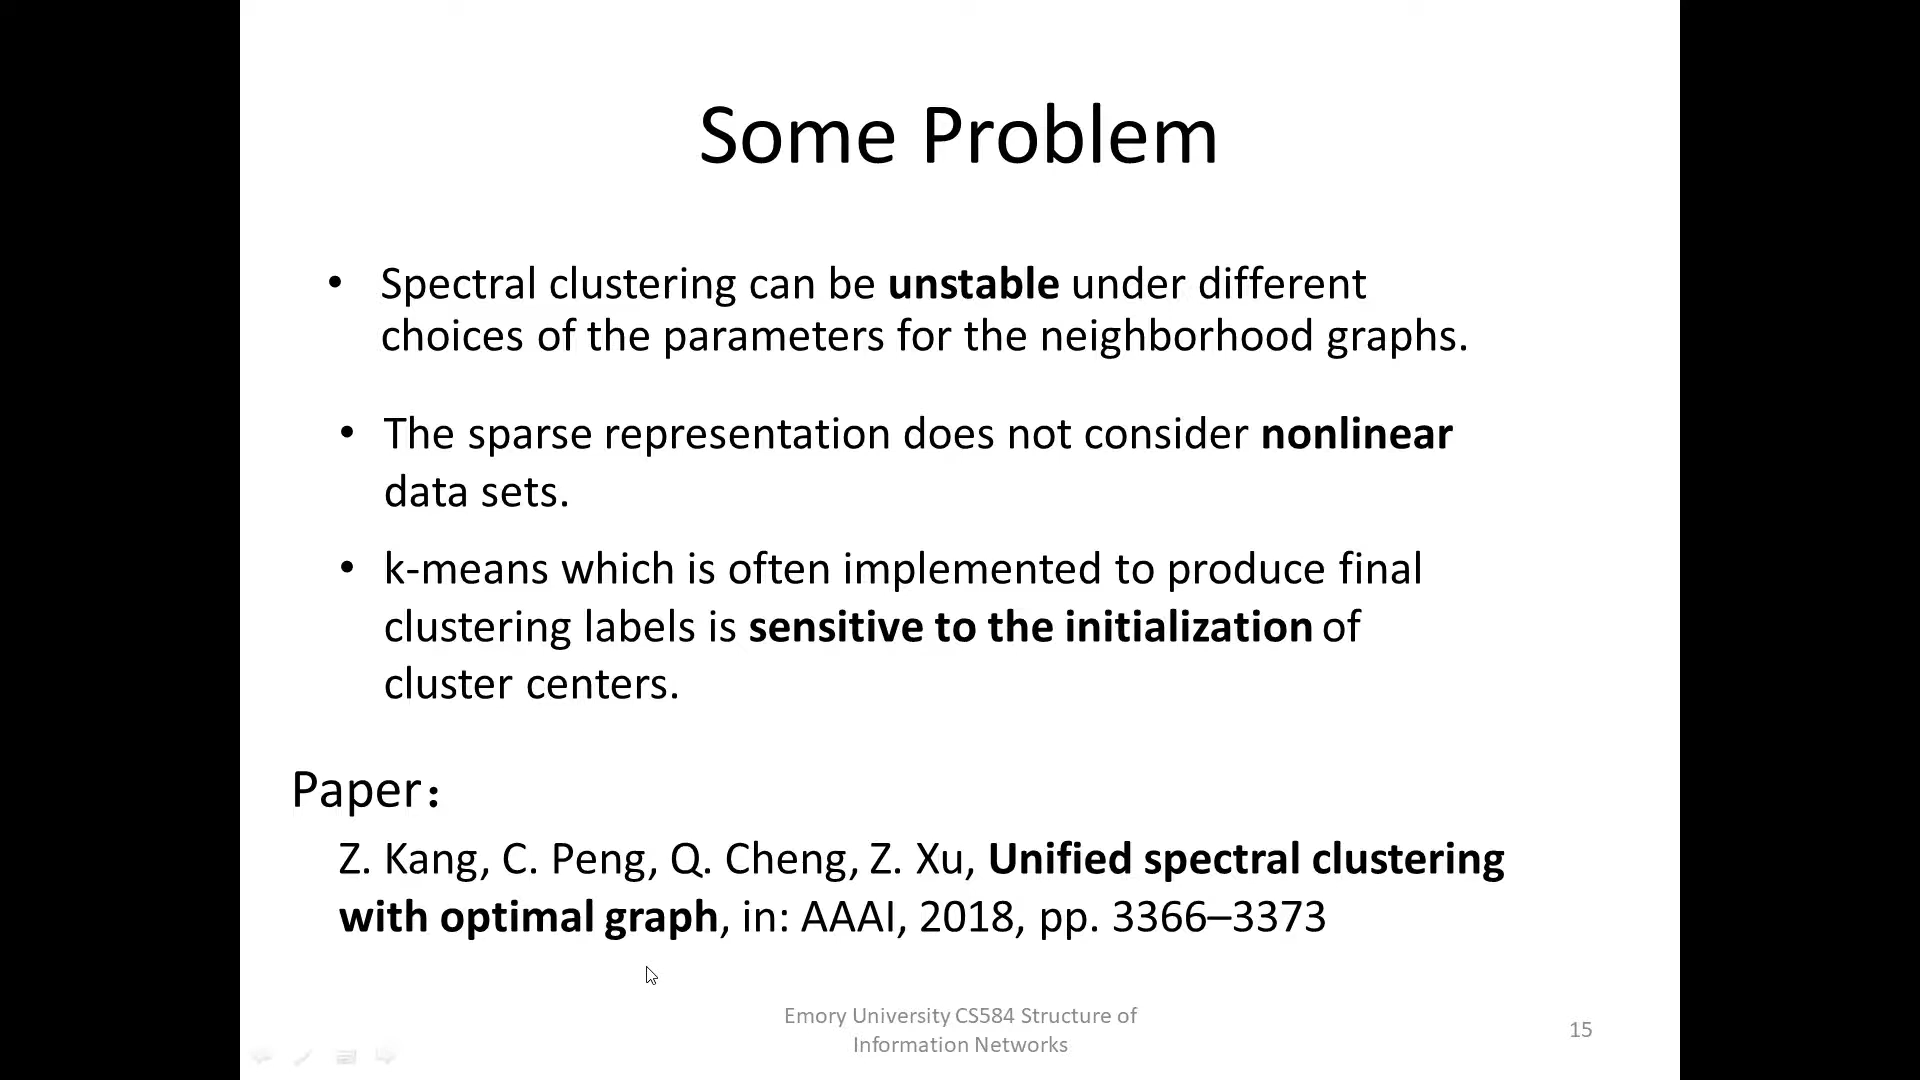 Some Problem
• Spectral clustering can be unstable under different
choices of the parameters for the neighborhood graphs.
• The sparse representation does not consider nonlinear
data sets.
• k-means which is often implemented to produce final
clustering labels is sensitive to the initialization of
cluster centers.
Paper：
Z. Kang, C. Peng, Q. Cheng, Z. Xu, Unified spectral clustering
with optimal graph, in: AAAI, 2018, pp. 3366–3373
Emory University CS584 Structure of
Information Networks
15